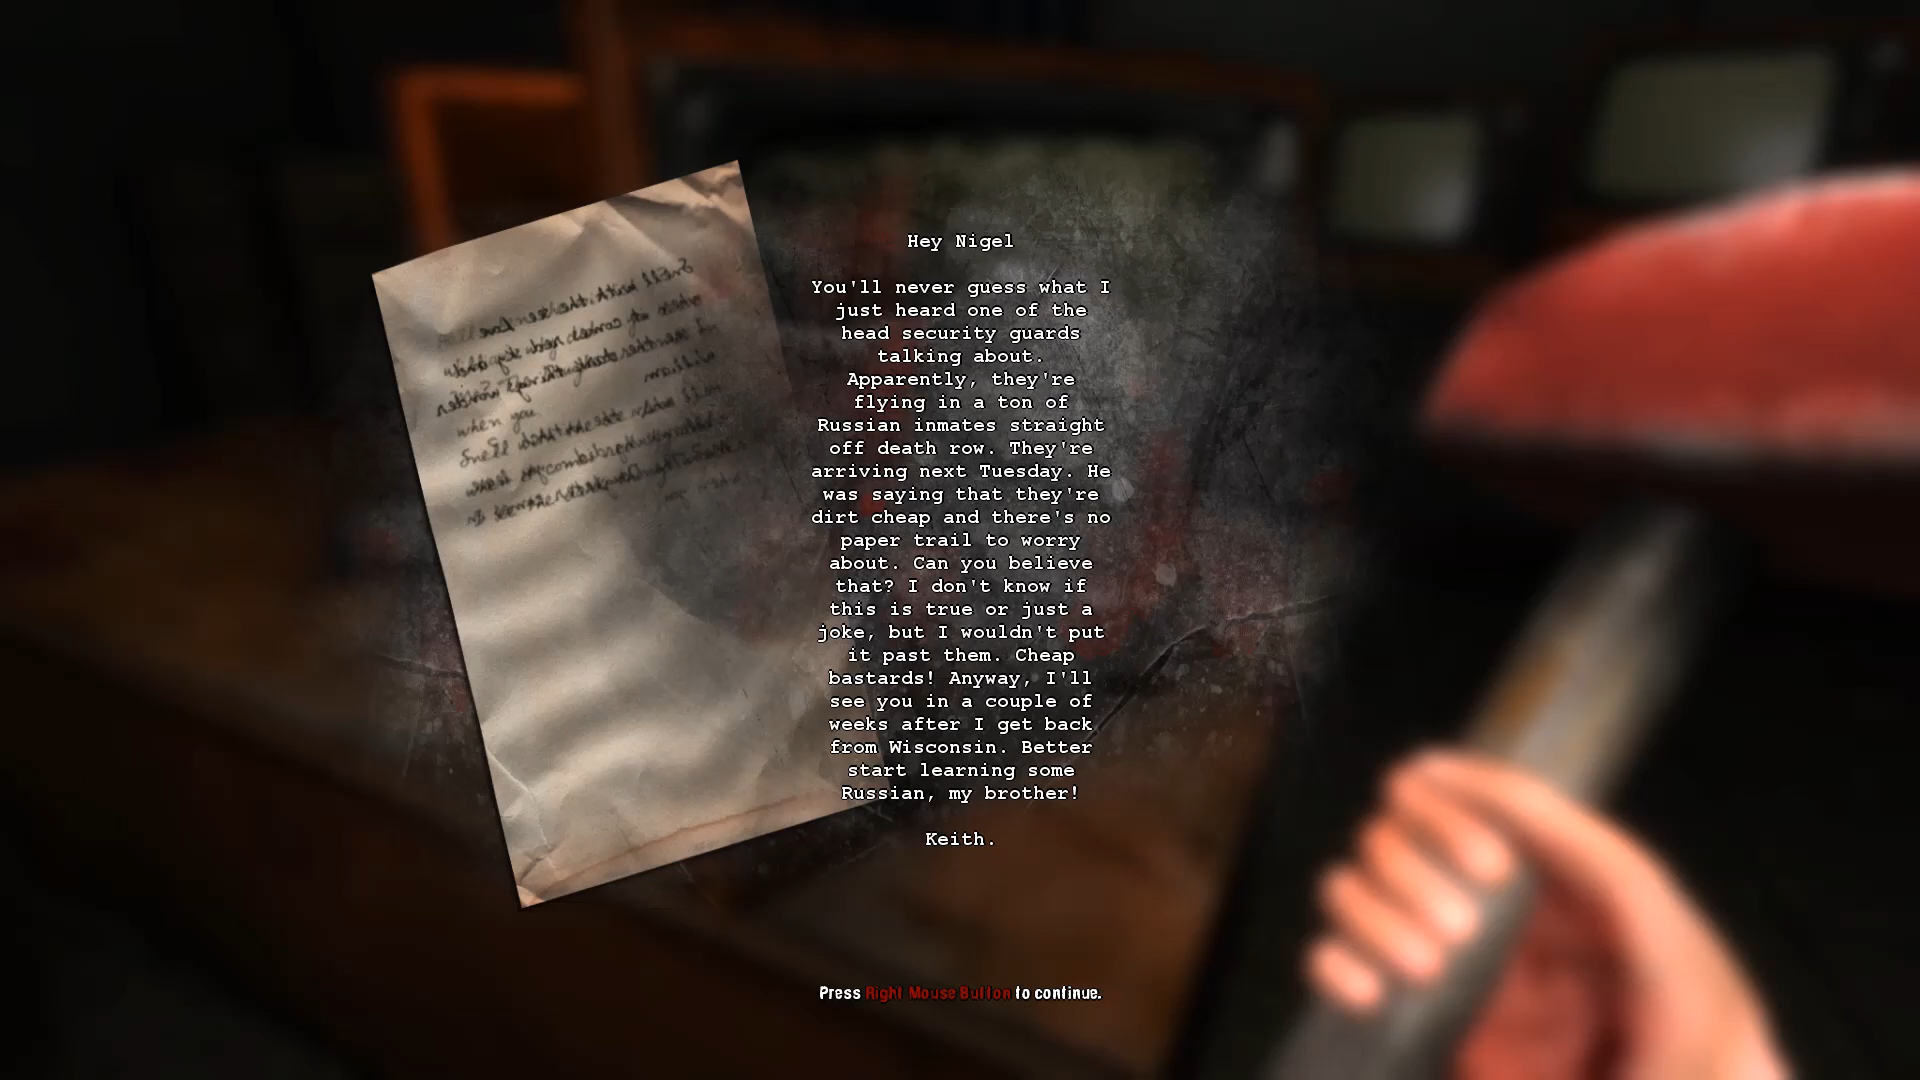 Hey Nigel
You'll never guess what I
just heard one of the
head security guards
talking about.
Apparently, they're
flying in a ton of
Russian inmates straight
off death row. They're
arriving next Tuesday. He
was saying that they're
dirt cheap and there's no
paper trail to worry
about. Can you believe
that? I don't know if
this is true or just a
joke, but I wouldn't put
it past them. Cheap
bastards! Anyway, I'll
see you in a couple of
weeks after I get back
from Wisconsin. Better
start learning some
Russian, my brother!
Keith.
Press Right Mouse Button to continue.